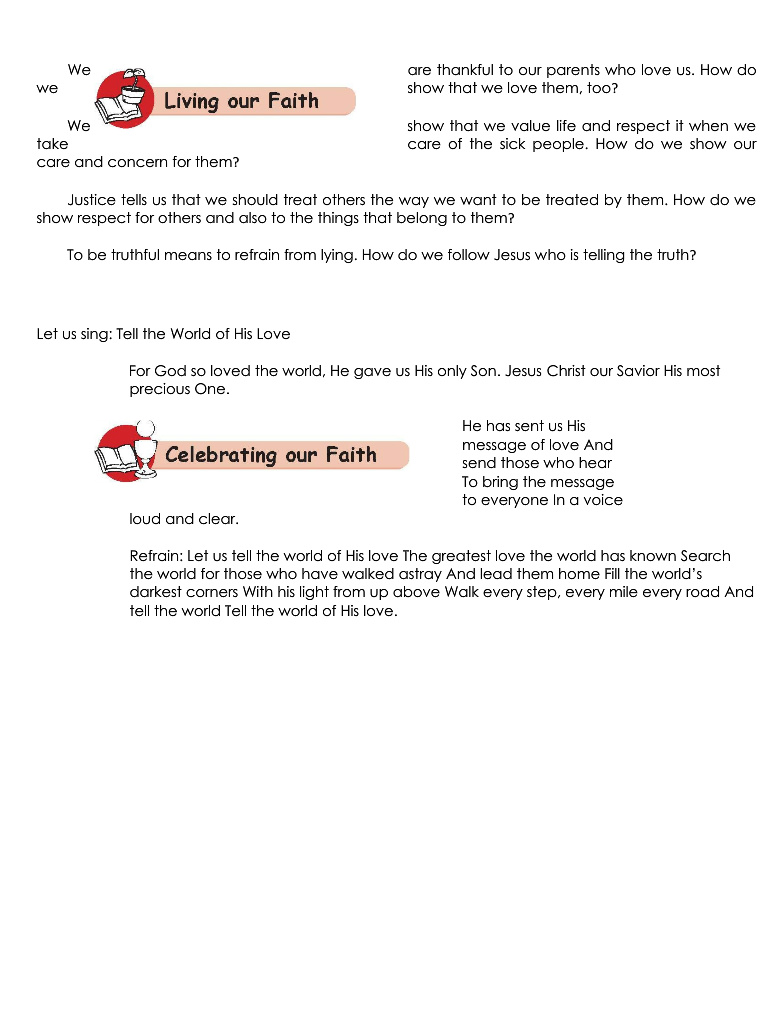 Living our Faith
We are thankful to our parents who love us. How do
we show that we love them, too?
We show that we value life and respect it when we
take care of the sick people. How do we show our
care and concern for them?
Justice tells us that we should treat others the way we want to be treated by them. How do we
show respect for others and also to the things that belong to them?
To be truthful means to refrain from lying. How do we follow Jesus who is telling the truth?
Let us sing: Tell the World of His Love
For God so loved the world, He gave us His only Son. Jesus Christ our Savior His most
precious One.
Celebrating our Faith
He has sent us His
message of love And
send those who hear
To bring the message
to everyone In a voice
loud and clear.
Refrain: Let us tell the world of His love The greatest love the world has known Search
the world for those who have walked astray And lead them home Fill the world’s
darkest corners With his light from up above Walk every step, every mile every road And
tell the world Tell the world of His love.